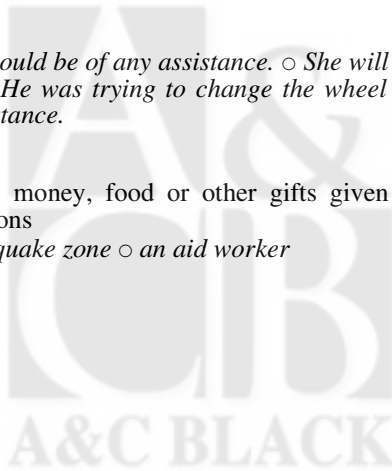 ould be of any assistance. ○ She will
He was trying to change the wheel
tance.
money, food or other gifts given
ons
quake zone ○ an aid worker
A&
CB
A&C BLACK